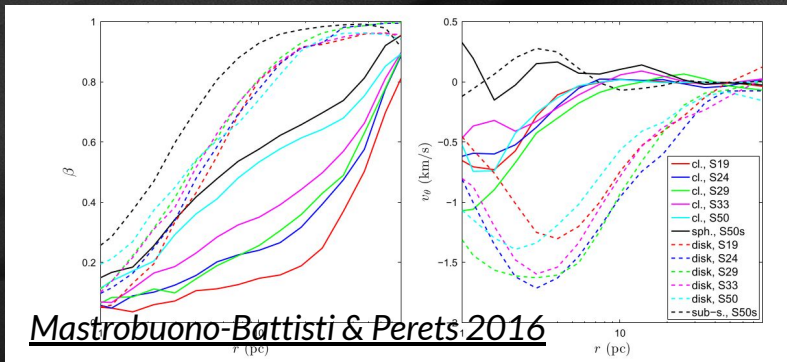 1
0.8
0.6
0.4
0.2
β
r (pc)
0.5
0
−0.5
−1
−1.5
v_θ (km/s)
10
r (pc)
cl., S19
cl., S24
cl., S29
cl., S33
cl., S50
sph., S50s
disk, S19
disk, S24
disk, S29
disk, S33
disk, S50
sub−s., S50s
Mastrobuono-Battisti & Perets 2016